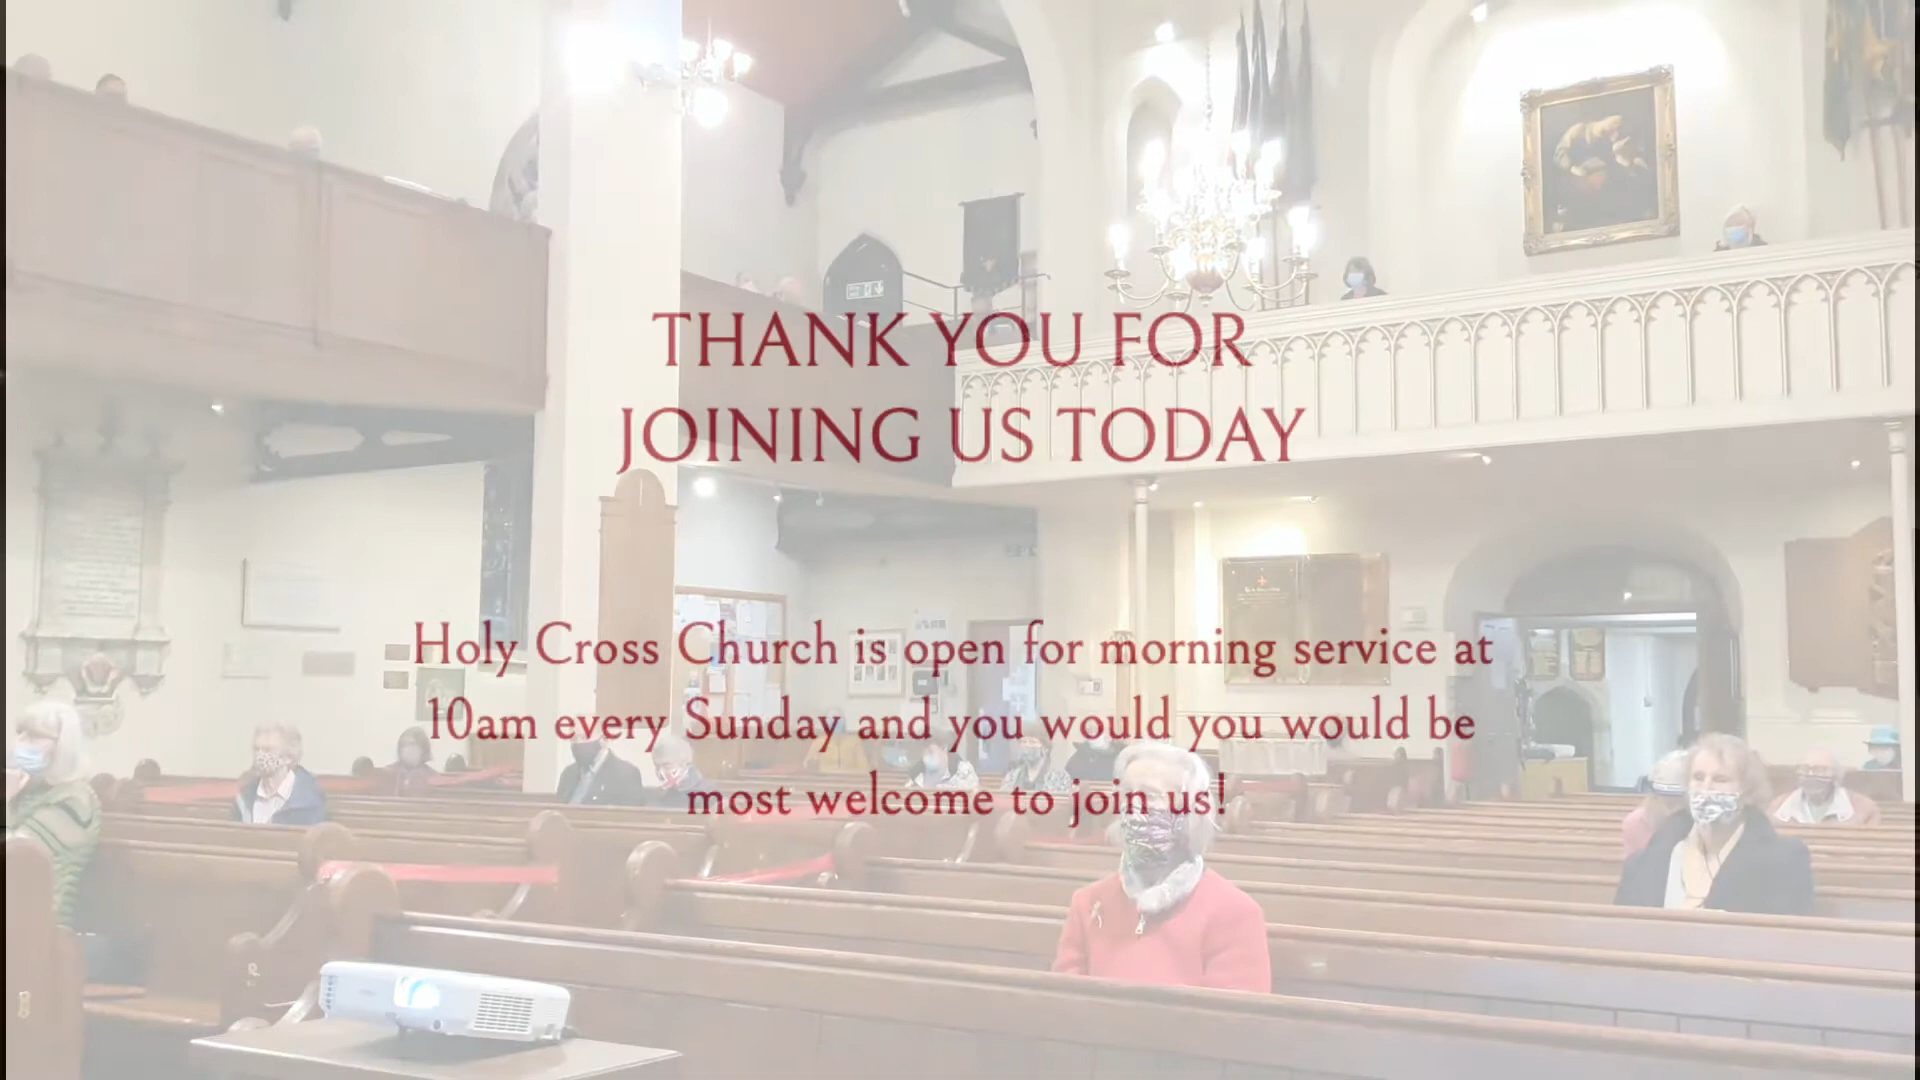 THANK YOU FOR
JOINING US TODAY
Holy Cross Church is open for morning service at
10am every Sunday and you would you would be
most welcome to join us!